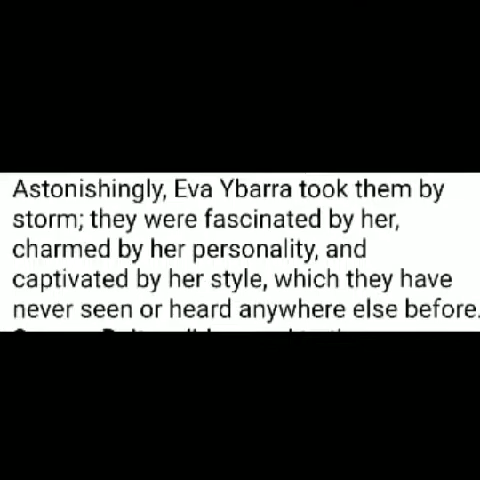 Astonishingly, Eva Ybarra took them by
storm; they were fascinated by her,
charmed by her personality, and
captivated by her style, which they have
never seen or heard anywhere else before.